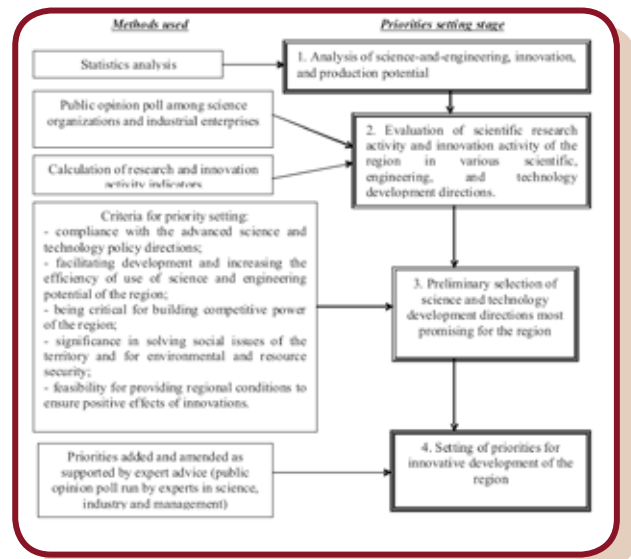 Methods used
Priorities setting stage
Statistics analysis
1. Analysis of science-and-engineering, innovation,
and production potential
Public opinion poll among science
organizations and industrial enterprises
2. Evaluation of scientific research
activity and innovation activity of the
region in various scientific,
engineering, and technology
development directions.
Calculation of research and innovation
activity indicators
Criteria for priority setting:
- compliance with the advanced science and
technology policy directions;
- facilitating development and increasing the
efficiency of use of science and engineering
potential of the region;
- being critical for building competitive power
of the region;
- significance in solving social issues of the
territory and for environmental and resource
security;
- feasibility for providing regional conditions to
ensure positive effects of innovations.
3. Preliminary selection of
science and technology
development directions most
promising for the region
Priorities added and amended as
supported by expert advice (public
opinion poll run by experts in science,
industry and management)
4. Setting of priorities for
innovative development of the
region